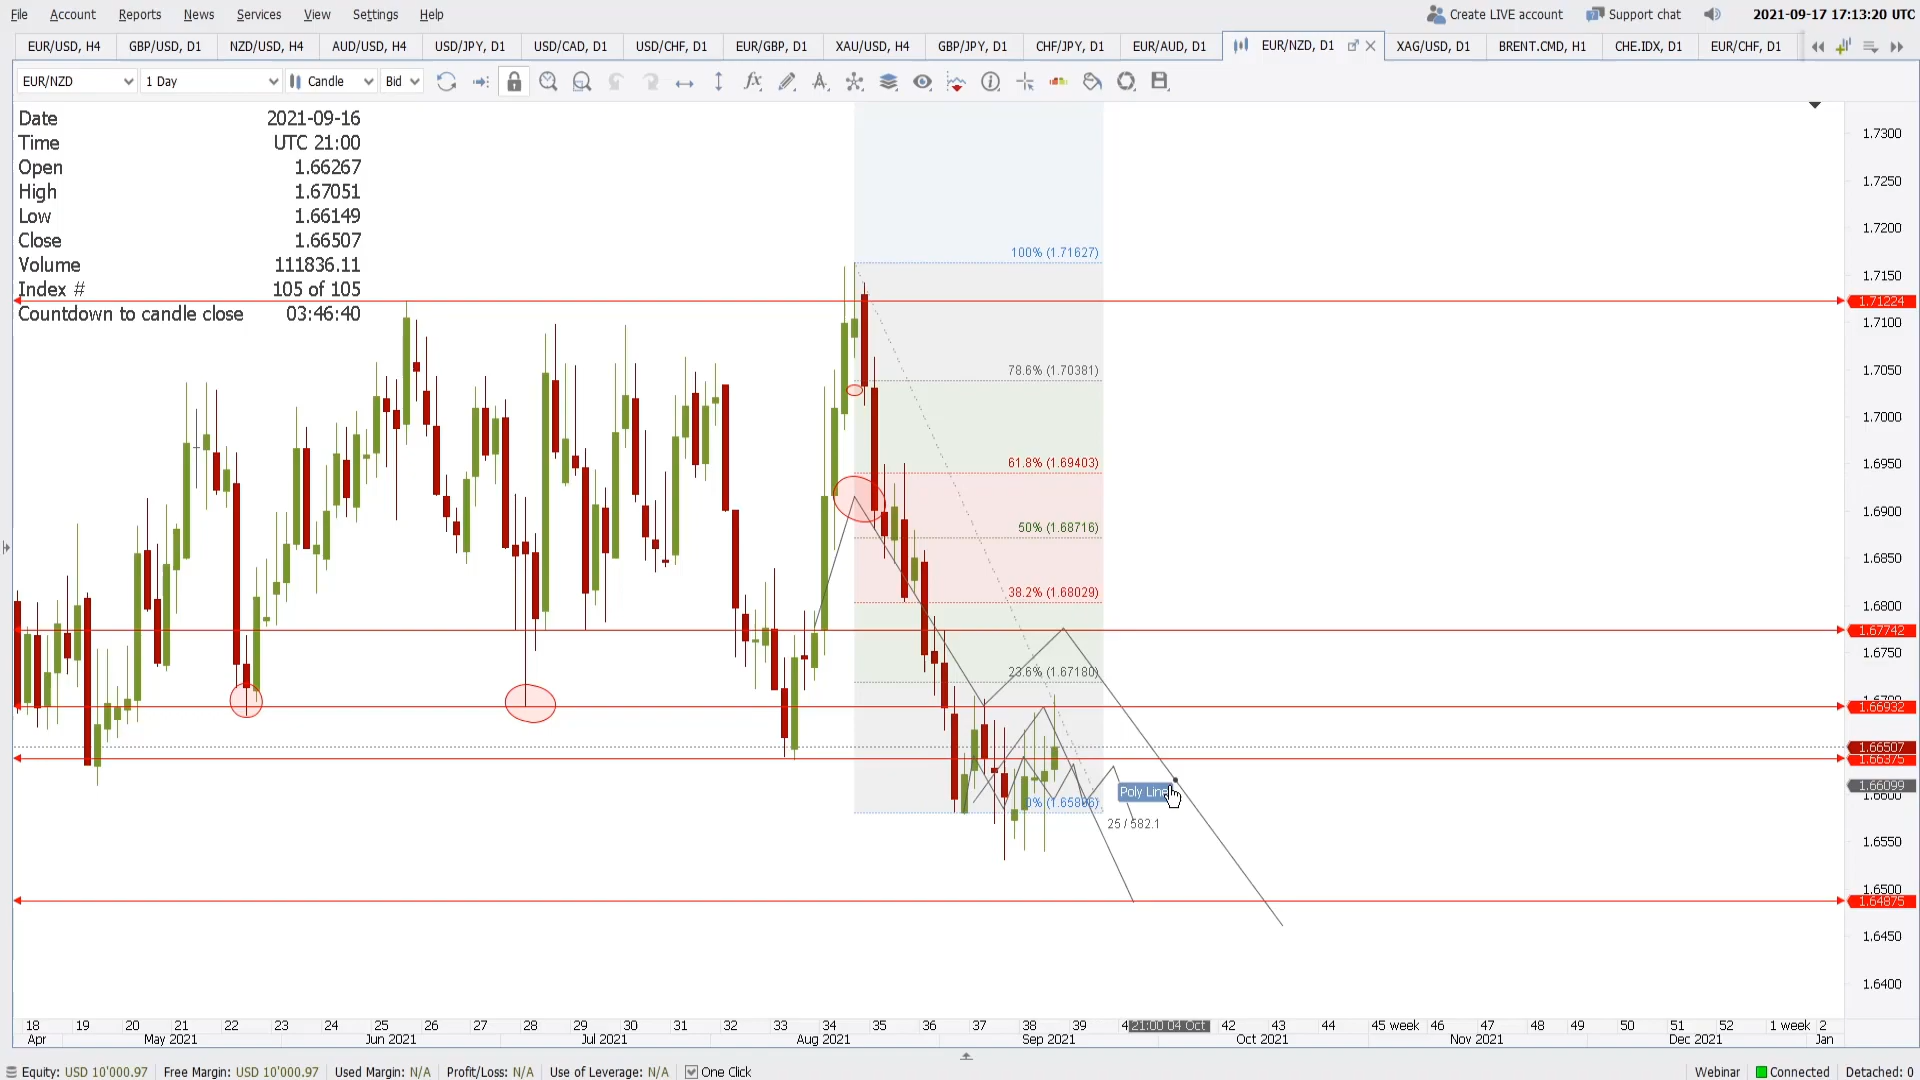 File Account Reports News Services View Settings Help Create LIVE account Support chat 2021-09-17 17:13:20 UTC
EUR/USD, H4 GBP/USD, D1 NZD/USD, H4 AUD/USD, H4 USD/JPY, D1 USD/CAD, D1 USD/CHF, D1 EUR/GBP, D1 XAU/USD, H4 GBP/JPY, D1 CHF/JPY, D1 EUR/AUD, D1 EUR/NZD, D1 XAG/USD, D1 BRENT.CMD, H1 CHE.IDX, D1 EUR/CHF, D1
EUR/NZD 1 Day Candle Bid
Date 2021-09-16
Time UTC 21:00
Open 1.66267
High 1.67051
Low 1.66149
Close 1.66507
Volume 111836.11
Index # 105 of 105
Countdown to candle close 03:46:40
1.7300
1.7250
1.7200
100% (1.71627)
1.7150
1.71224
1.7100
78.6% (1.70381)
1.7050
1.7000
61.8% (1.69403)
1.6950
1.6900
50% (1.68716)
1.6850
38.2% (1.68029)
1.6800
1.67742
1.6750
23.6% (1.67180)
1.66932
1.66507
1.66375
1.66099
Poly Line
1.6600
25 / 582.1
1.6550
1.6500
1.64875
1.6450
1.6400
18 19 20 21 22 23 24 25 26 27 28 29 30 31 32 33 34 35 36 37 38 39 4 21:00 04 Oct 42 43 44 45 week 46 47 48 49 50 51 52 1 week 2
Apr May 2021 Jun 2021 Jul 2021 Aug 2021 Sep 2021 Oct 2021 Nov 2021 Dec 2021 Jan
Equity: USD 10'000.97 Free Margin: USD 10'000.97 Used Margin: N/A Profit/Loss: N/A Use of Leverage: N/A One Click Webinar Connected Detached: 0